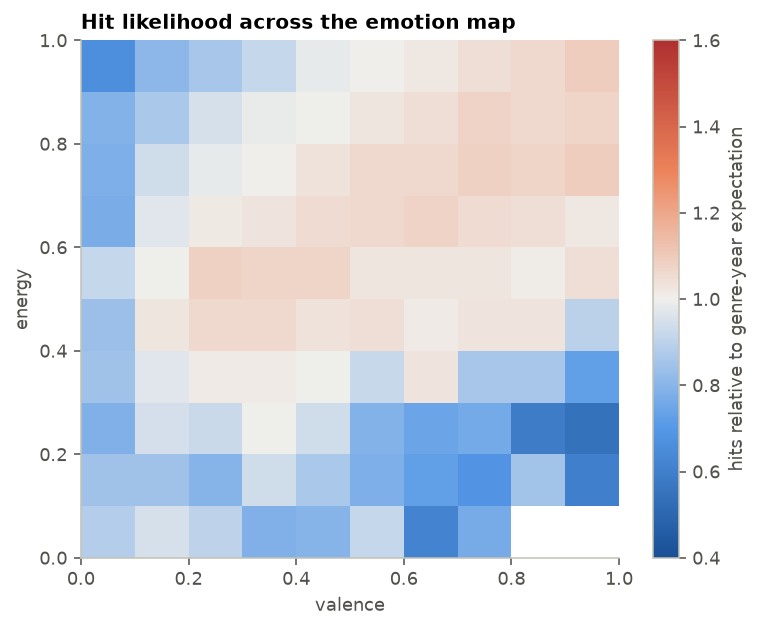 Hit likelihood across the emotion map
1.0
0.8
0.6
0.4
0.2
0.0
energy
0.0 0.2 0.4 0.6 0.8 1.0
valence
1.6
1.4
1.2
1.0
0.8
0.6
0.4
hits relative to genre-year expectation